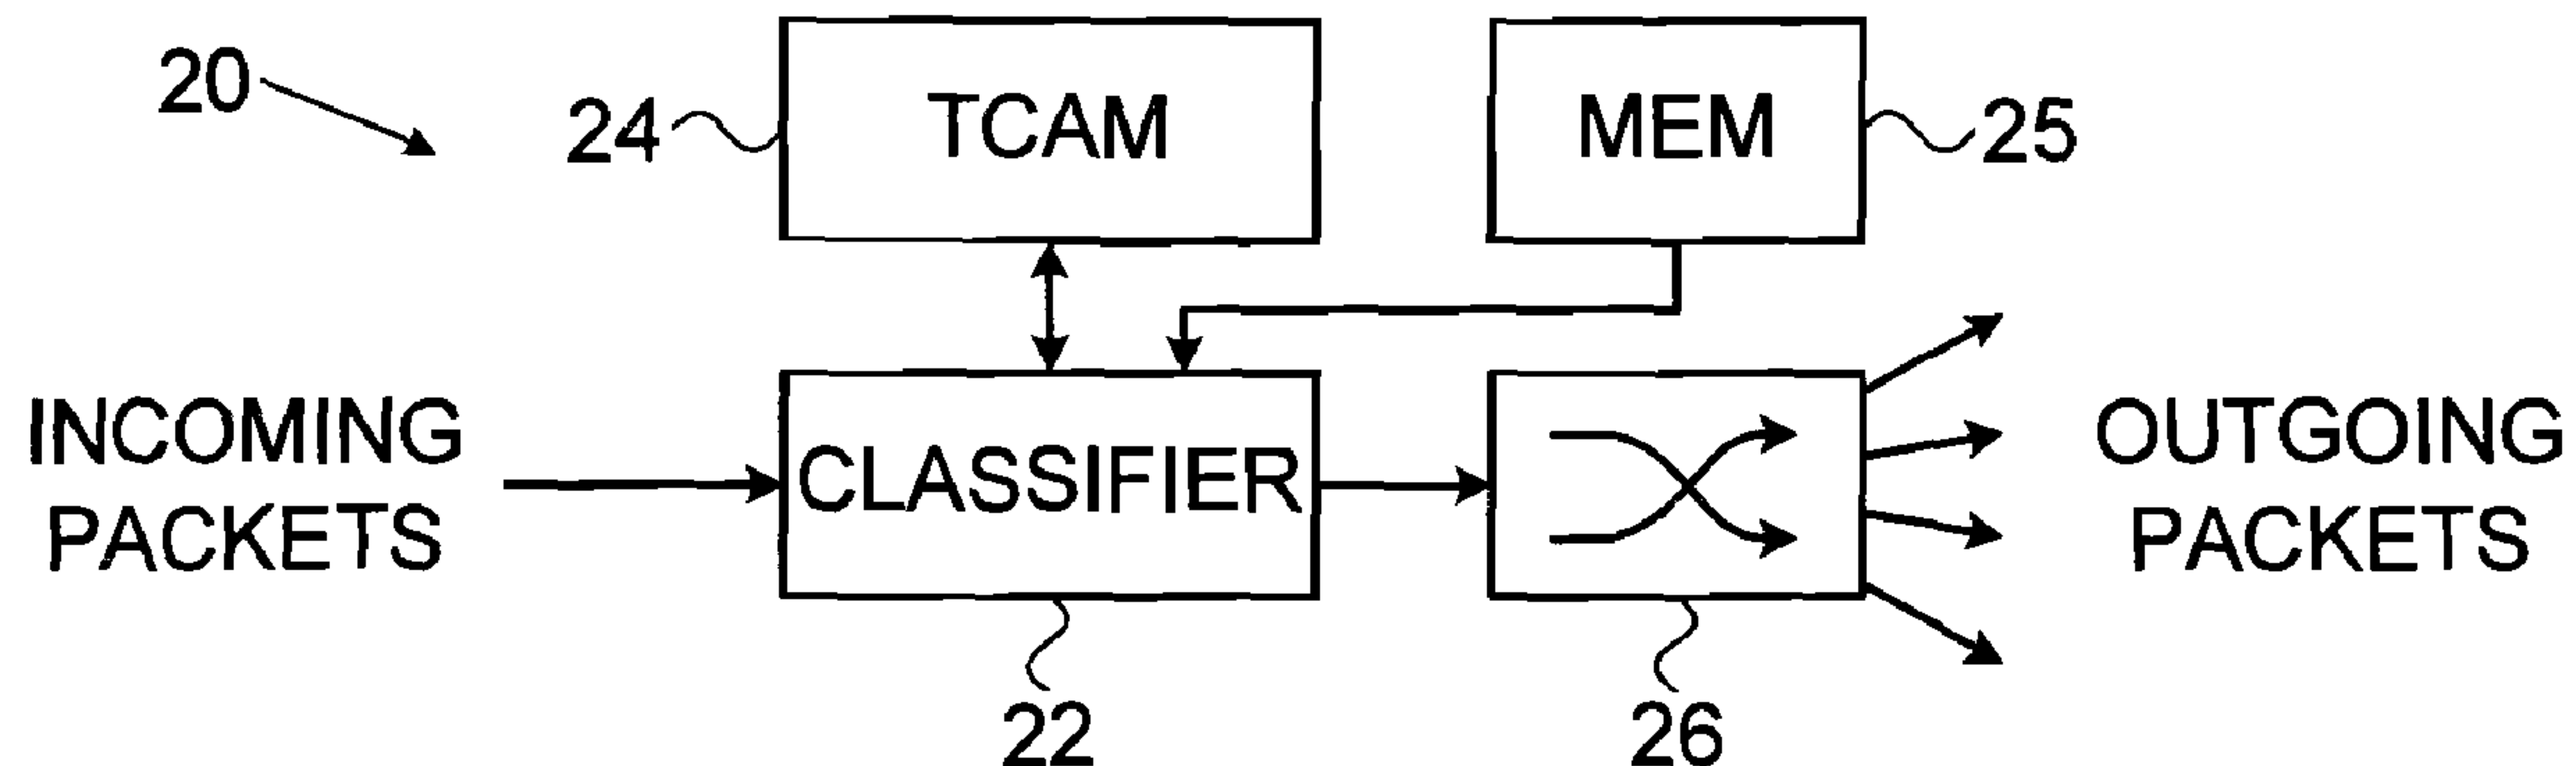 20
24
TCAM
MEM
25
INCOMING
PACKETS
CLASSIFIER
OUTGOING
PACKETS
22
26